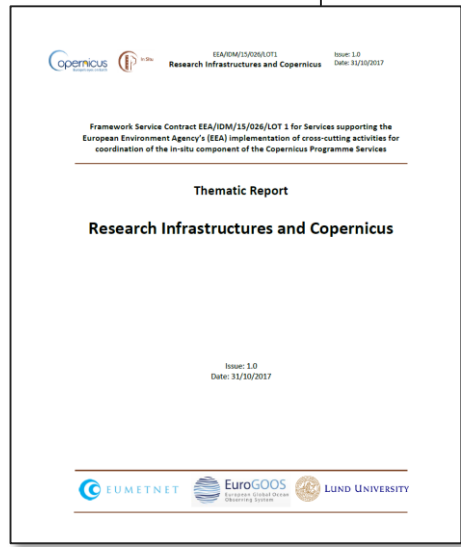 opernicus
In Situ
EEA/IDM/15/026/LOT1
Research Infrastructures and Copernicus
Issue: 1.0
Date: 31/10/2017
Framework Service Contract EEA/IDM/15/026/LOT 1 for Services supporting the
European Environment Agency's (EEA) implementation of cross-cutting activities for
coordination of the in-situ component of the Copernicus Programme Services
Thematic Report
Research Infrastructures and Copernicus
Issue: 1.0
Date: 31/10/2017
EUMETNET
EuroGOOS
European Global Ocean
Observing System
LUND UNIVERSITY